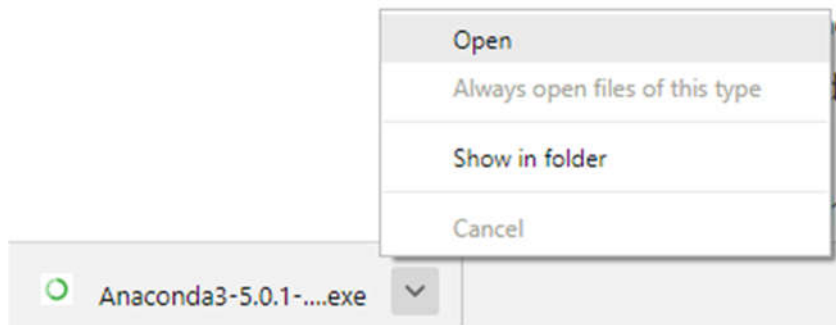 Open
Always open files of this type
Show in folder
Cancel
Anaconda3-5.0.1-....exe